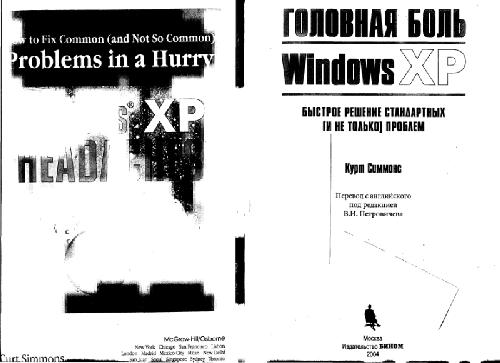 w to Fix Common (and Not So Common)
Problems in a Hurry
S® XP
HEADACHES
McGraw-Hill/Osborne
New York Chicago San Francisco Lisbon
London Madrid Mexico City Milan New Delhi
San Juan Seoul Singapore Sydney Toronto
Curt Simmons
ГОЛОВНАЯ БОЛЬ
Windows XP
БЫСТРОЕ РЕШЕНИЕ СТАНДАРТНЫХ
(И НЕ ТОЛЬКО) ПРОБЛЕМ
Курт Симмонс
Перевод с английского
под редакцией
В.Н. Петровичева
Москва
Издательство БИНОМ
2004